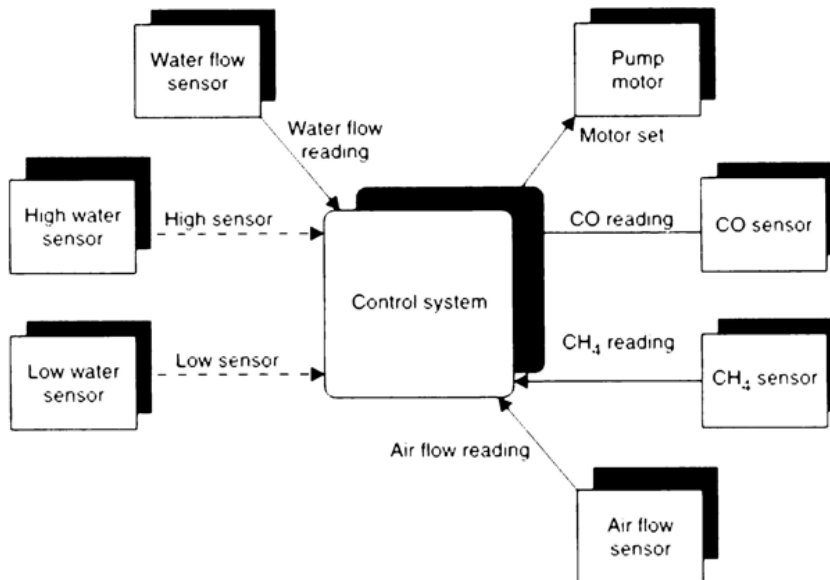 Water flow
sensor
Pump
motor
Water flow
reading
Motor set
High water
sensor
High sensor
CO reading
CO sensor
Control system
Low water
sensor
Low sensor
CH₄ reading
CH₄ sensor
Air flow reading
Air flow
sensor